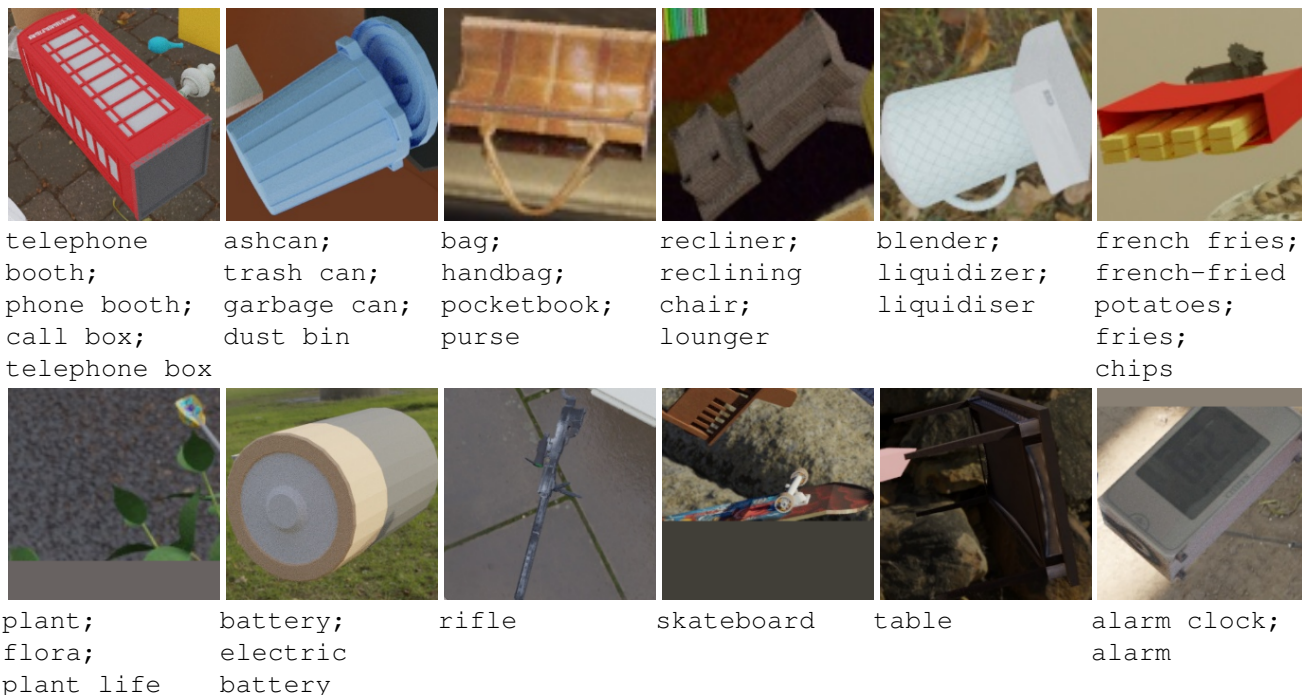 telephone
booth;
phone booth;
call box;
telephone box
ashcan;
trash can;
garbage can;
dust bin
bag;
handbag;
pocketbook;
purse
recliner;
reclining
chair;
lounger
blender;
liquidizer;
liquidiser
french fries;
french-fried
potatoes;
fries;
chips
plant;
flora;
plant life
battery;
electric
battery
rifle
skateboard
table
alarm clock;
alarm